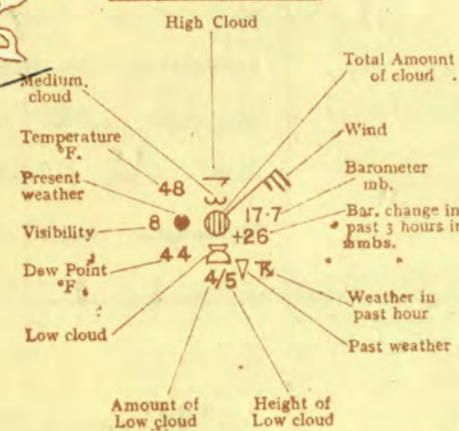 High Cloud
Total Amount
of cloud .
Medium.
cloud
Wind
Temperature
°F.
48
Barometer
mb.
Present
weather
17·7
Visibility
8
+26
Bar. change in
past 3 hours in
mbs.
Dew Point
°F
44
4/5
Weather in
past hour
Low cloud
Past weather
Amount of
Low cloud
Height of
Low cloud